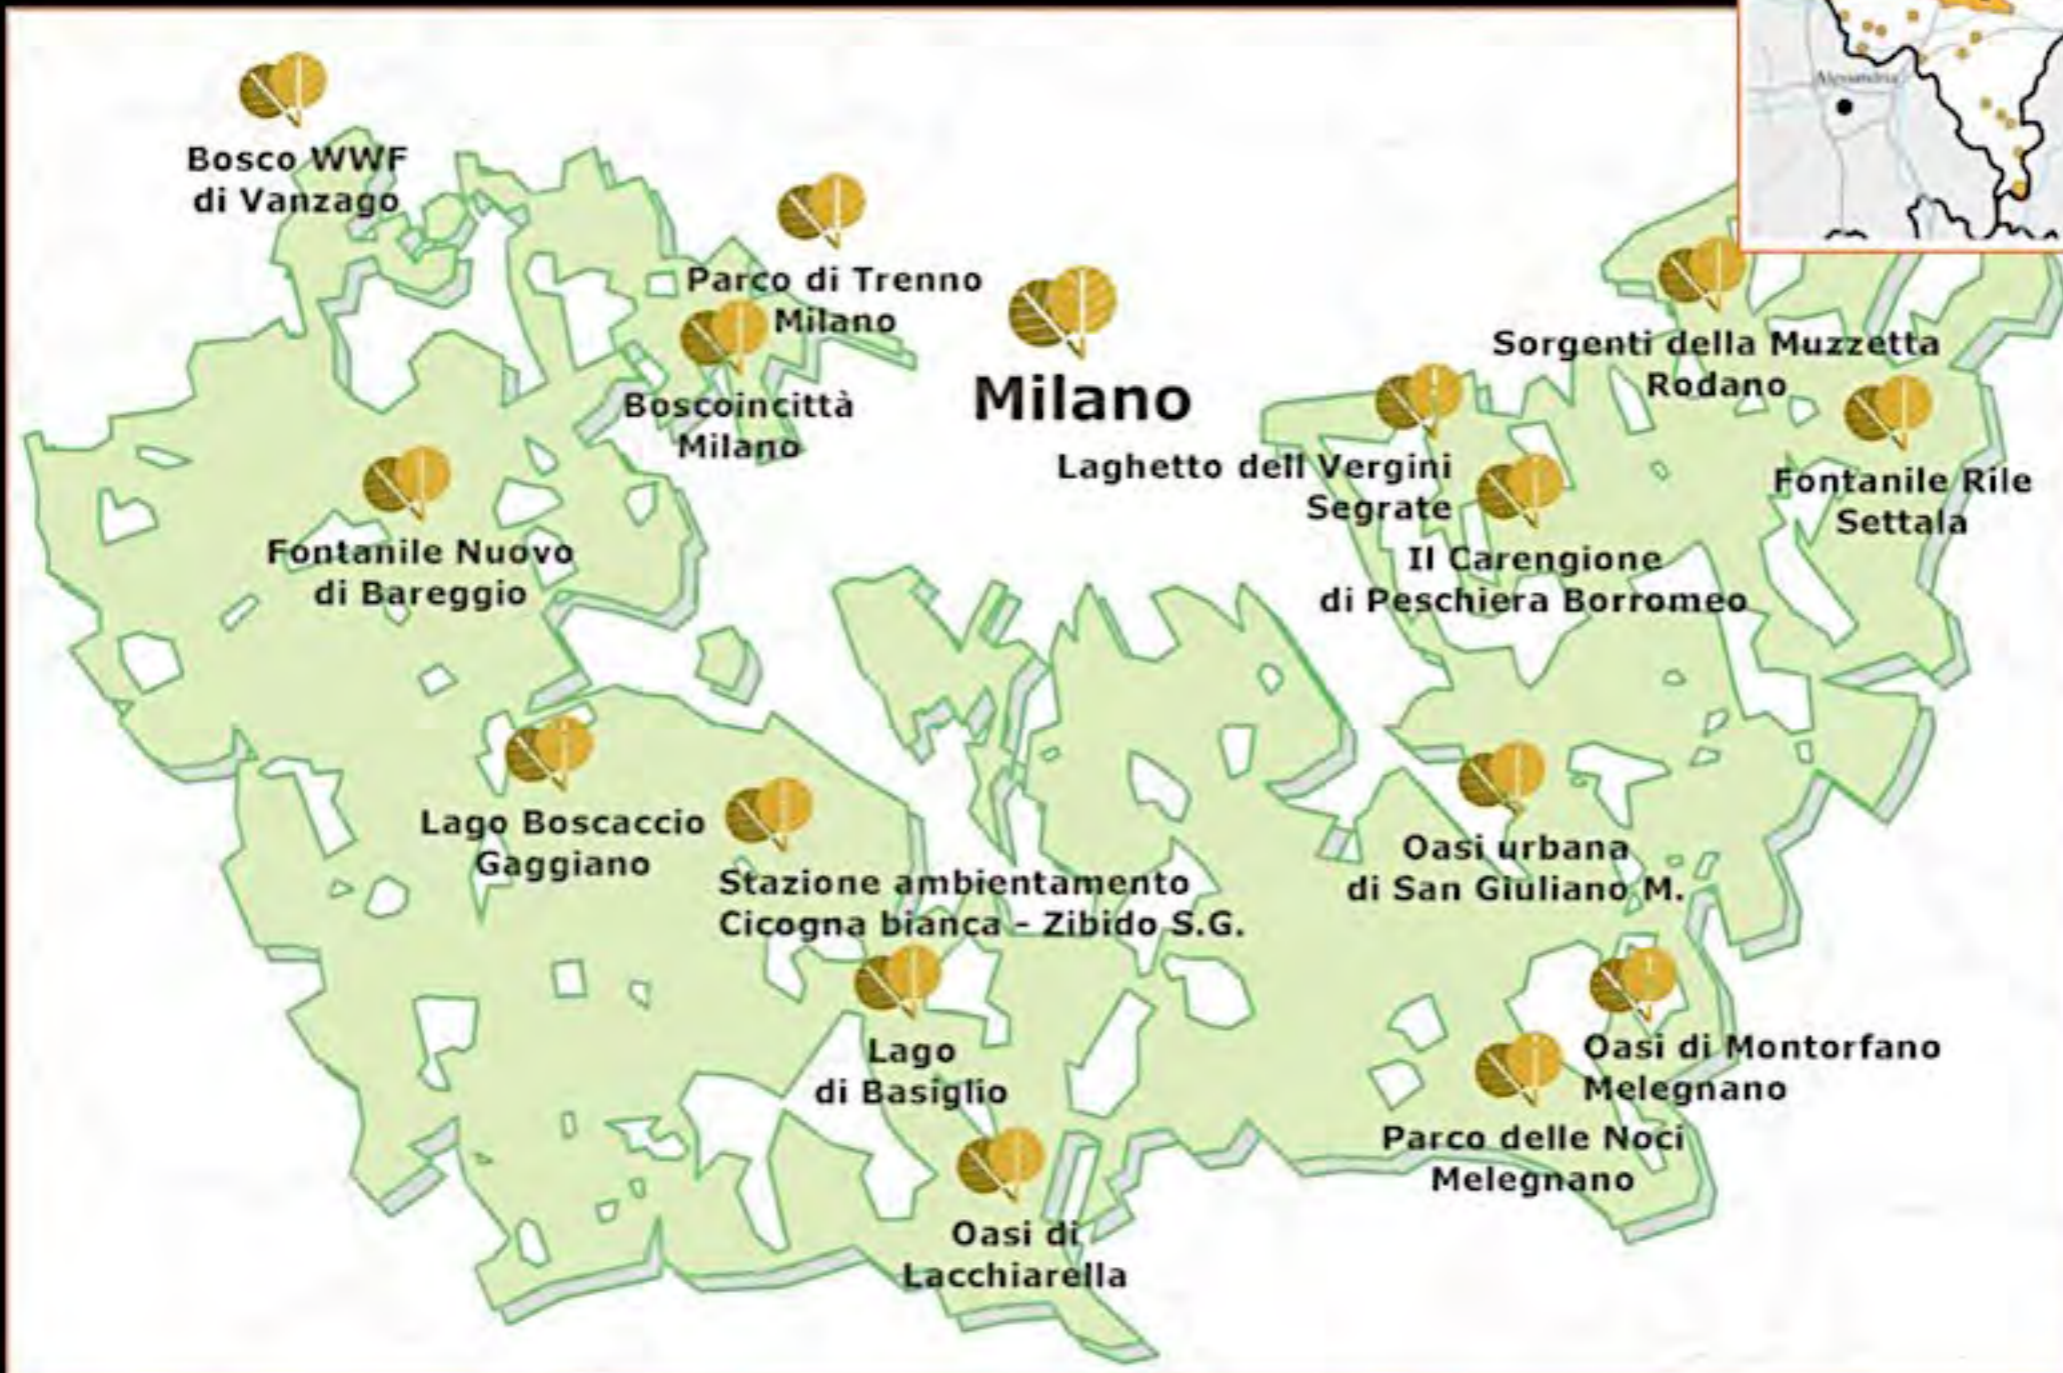 Alessandria
Bosco WWF
di Vanzago
Parco di Trenno
Milano
Boscoincittà
Milano
Milano
Sorgenti della Muzzetta
Rodano
Laghetto dell Vergini
Segrate
Fontanile Rile
Settala
Fontanile Nuovo
di Bareggio
Il Carengione
di Peschiera Borromeo
Lago Boscaccio
Gaggiano
Stazione ambientamento
Cicogna bianca - Zibido S.G.
Oasi urbana
di San Giuliano M.
Lago
di Basiglio
Oasi di Montorfano
Melegnano
Parco delle Noci
Melegnano
Oasi di
Lacchiarella